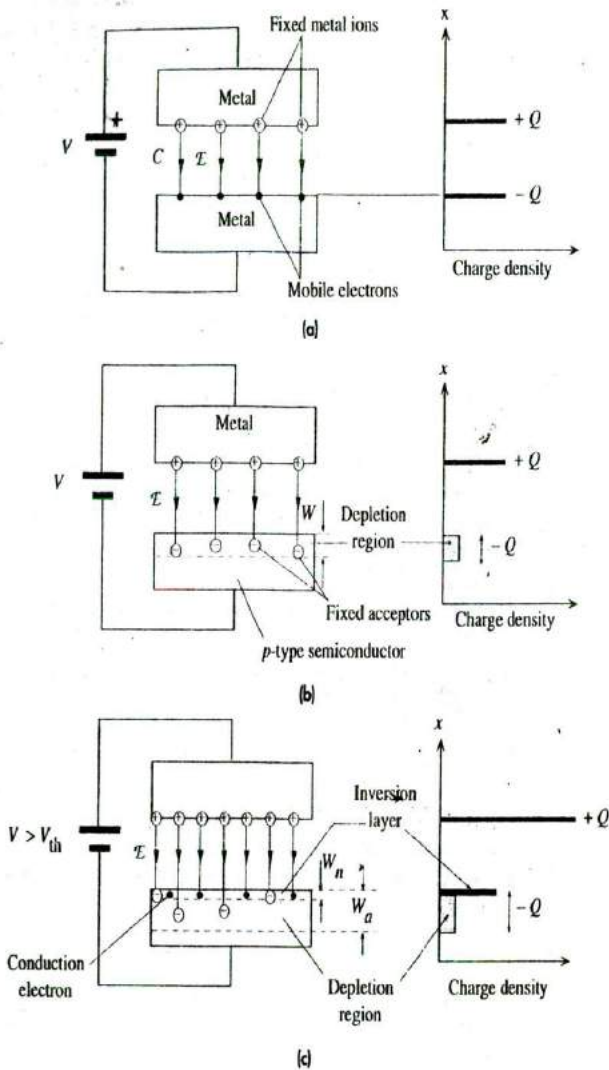 Fixed metal ions
x
Metal
+
V
C
ℰ
+ Q
− Q
Metal
Charge density
Mobile electrons
(a)
x
Metal
+ Q
V
ℰ
W
Depletion
region
− Q
Fixed acceptors
Charge density
p-type semiconductor
(b)
x
Inversion
layer
+ Q
V > Vth
ℰ
Wn
Wa
− Q
Conduction
electron
Depletion
region
Charge density
(c)